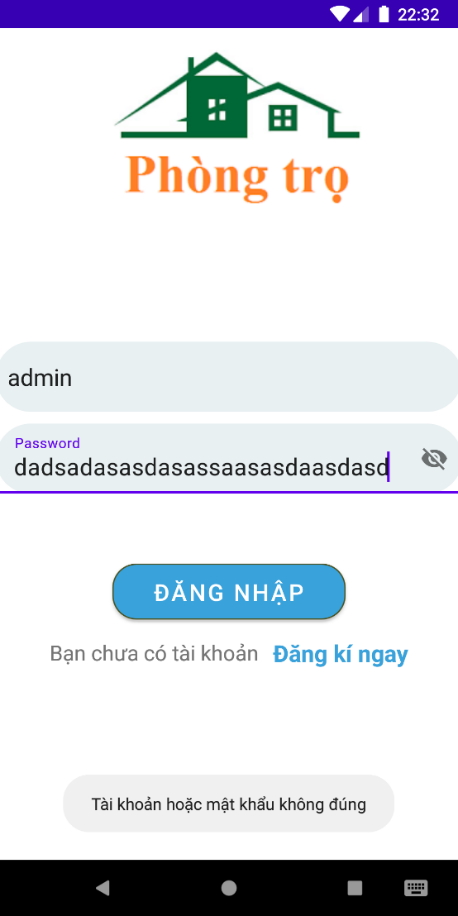 22:32
Phòng trọ
admin
Password
dadsadasasdasassaasasdaasdasd
ĐĂNG NHẬP
Bạn chưa có tài khoản Đăng kí ngay
Tài khoản hoặc mật khẩu không đúng